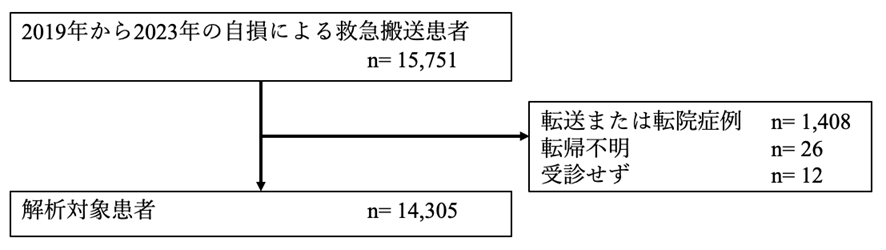 2019年から2023年の自損による救急搬送患者
n= 15,751
転送または転院症例 n= 1,408
転帰不明 n= 26
受診せず n= 12
解析対象患者 n= 14,305